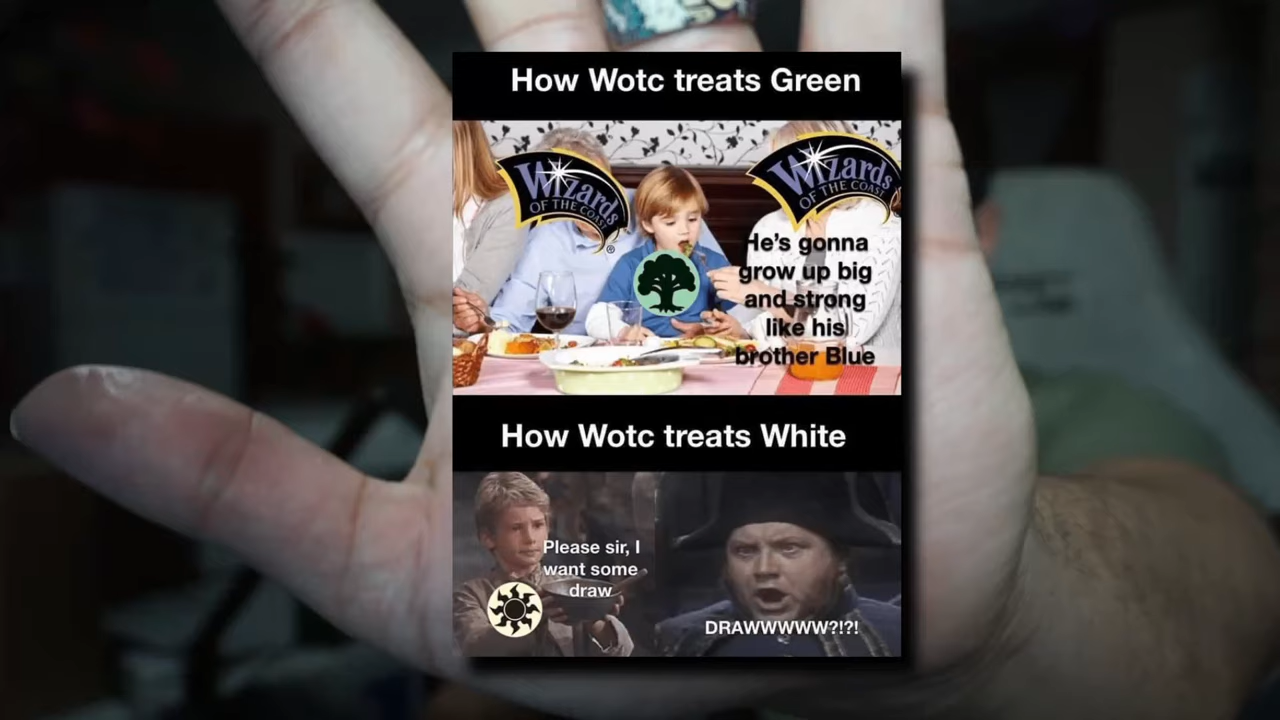 How Wotc treats Green
Wizards
OF THE COAST
®
Wizards
OF THE COAST
He's gonna
grow up big
and strong
like his
brother Blue
How Wotc treats White
Please sir, I
want some
draw
DRAWWWWW?!?!